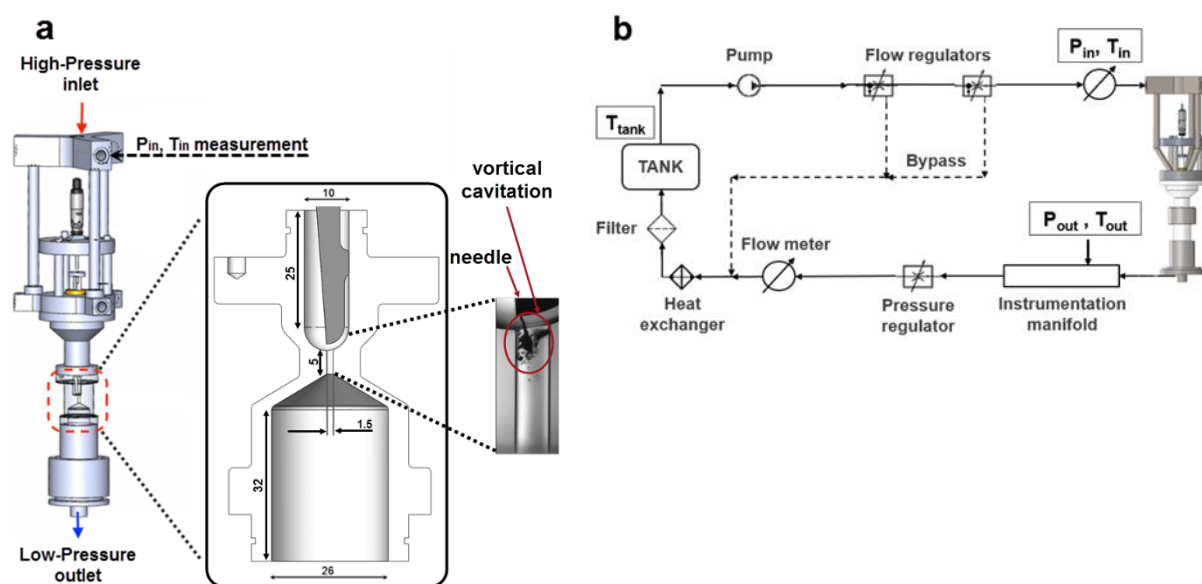 a
High-Pressure
inlet
Pin, Tin measurement
Low-Pressure
outlet
10
25
5
1.5
32
26
vortical
cavitation
needle
b
Pump
Flow regulators
Pin, Tin
Ttank
TANK
Bypass
Filter
Flow meter
Pout , Tout
Heat
exchanger
Pressure
regulator
Instrumentation
manifold